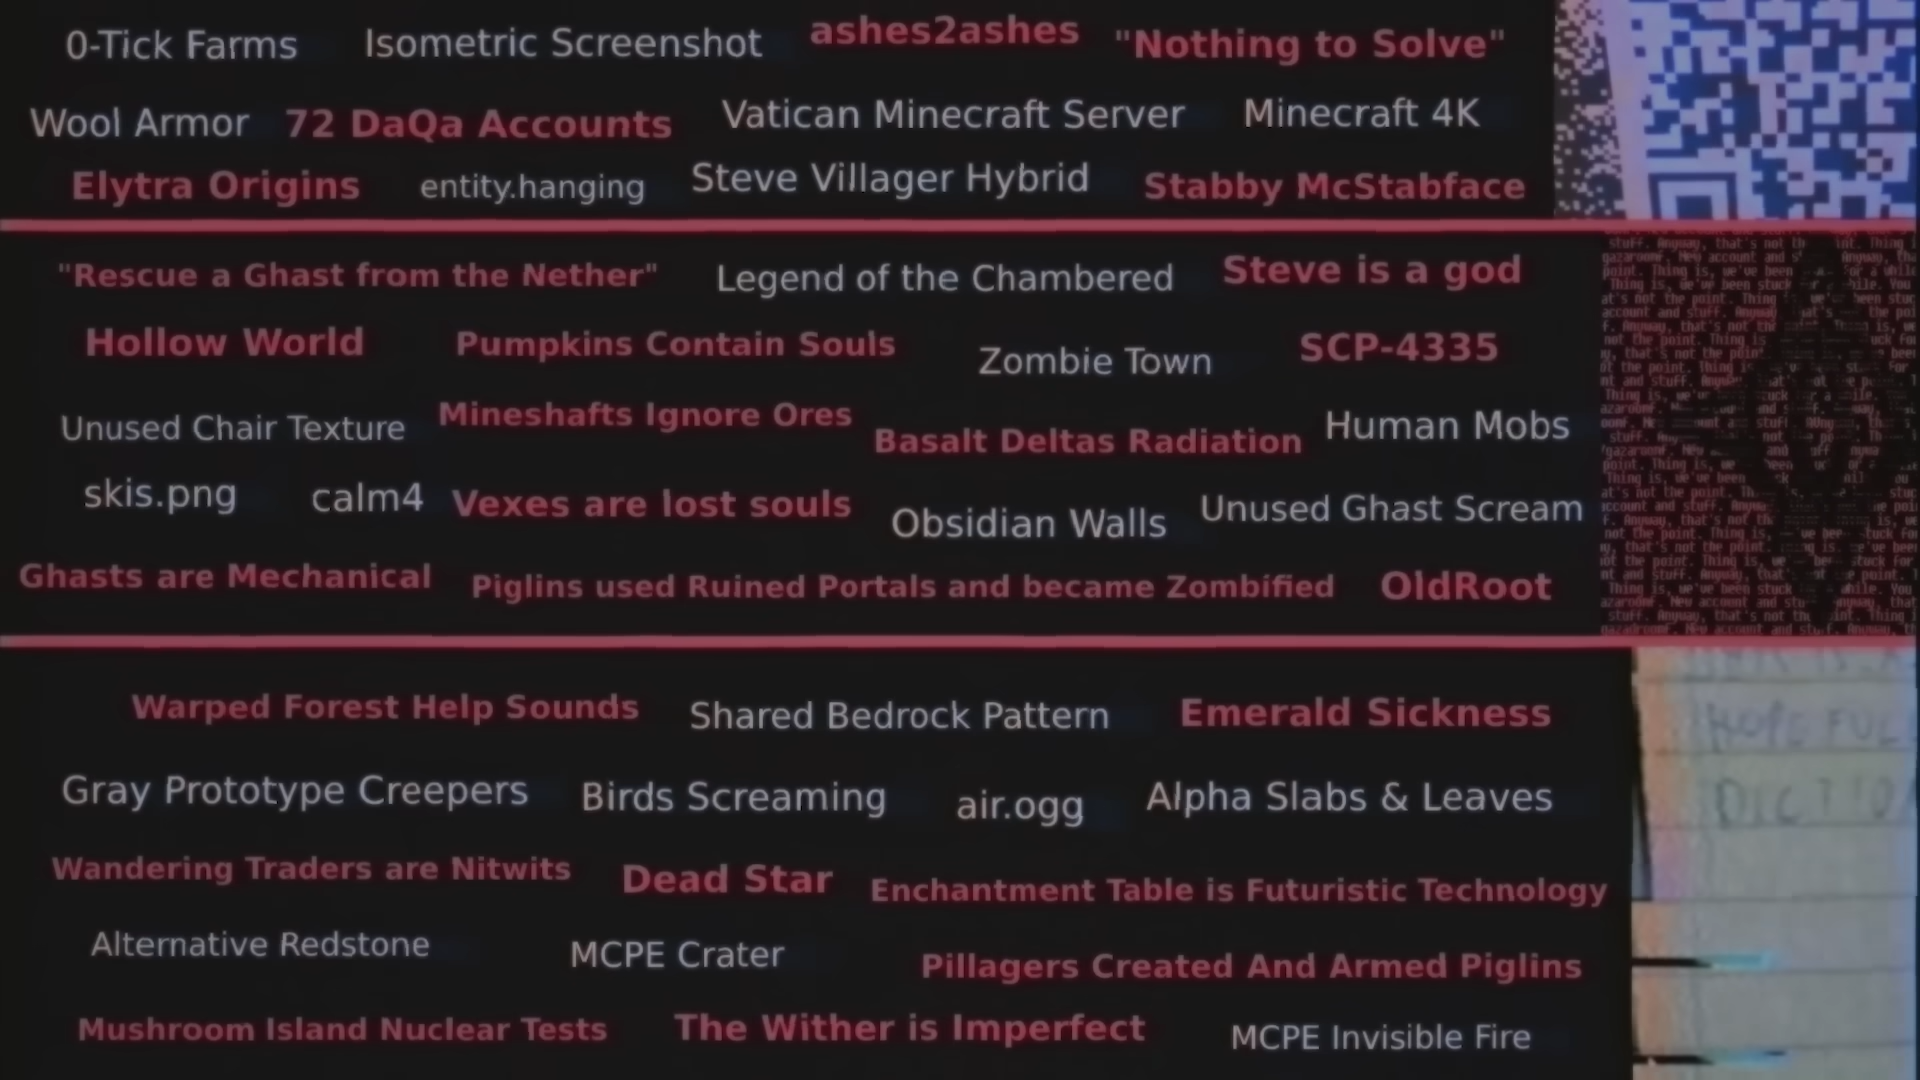 0-Tick Farms Isometric Screenshot ashes2ashes "Nothing to Solve"
Wool Armor 72 DaQa Accounts Vatican Minecraft Server Minecraft 4K
Elytra Origins entity.hanging Steve Villager Hybrid Stabby McStabface
"Rescue a Ghast from the Nether" Legend of the Chambered Steve is a god
Hollow World Pumpkins Contain Souls Zombie Town SCP-4335
Unused Chair Texture Mineshafts Ignore Ores Basalt Deltas Radiation Human Mobs
skis.png calm4 Vexes are lost souls Obsidian Walls Unused Ghast Scream
Ghasts are Mechanical Piglins used Ruined Portals and became Zombified OldRoot
Warped Forest Help Sounds Shared Bedrock Pattern Emerald Sickness
Gray Prototype Creepers Birds Screaming air.ogg Alpha Slabs & Leaves
Wandering Traders are Nitwits Dead Star Enchantment Table is Futuristic Technology
Alternative Redstone MCPE Crater Pillagers Created And Armed Piglins
Mushroom Island Nuclear Tests The Wither is Imperfect MCPE Invisible Fire